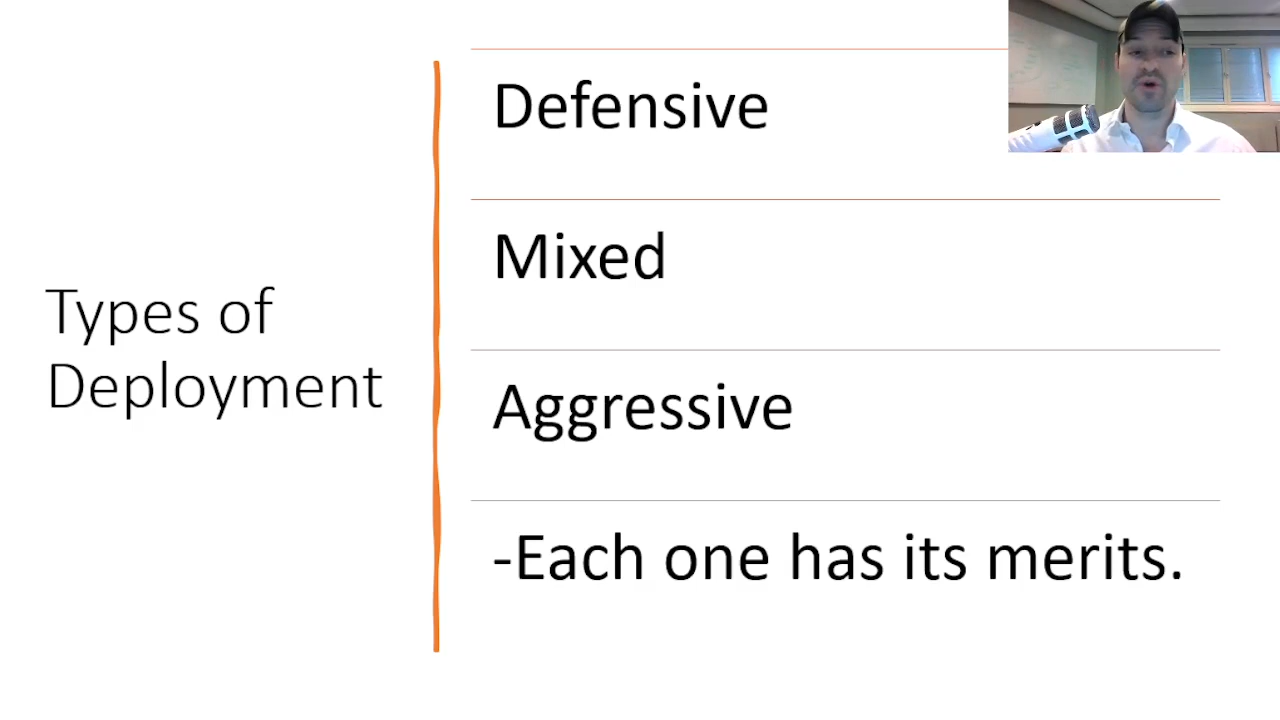 Types of
Deployment
Defensive
Mixed
Aggressive
-Each one has its merits.